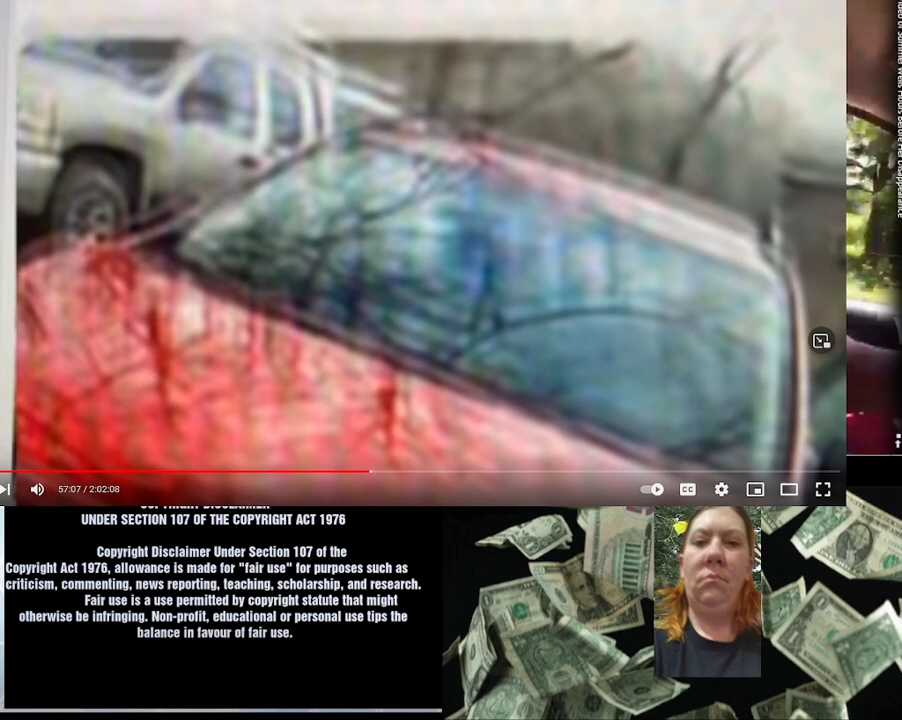 57:07 / 2:02:08
CC
UNDER SECTION 107 OF THE COPYRIGHT ACT 1976
Copyright Disclaimer Under Section 107 of the
Copyright Act 1976, allowance is made for "fair use" for purposes such as
criticism, commenting, news reporting, teaching, scholarship, and research.
Fair use is a use permitted by copyright statute that might
otherwise be infringing. Non-profit, educational or personal use tips the
balance in favour of fair use.